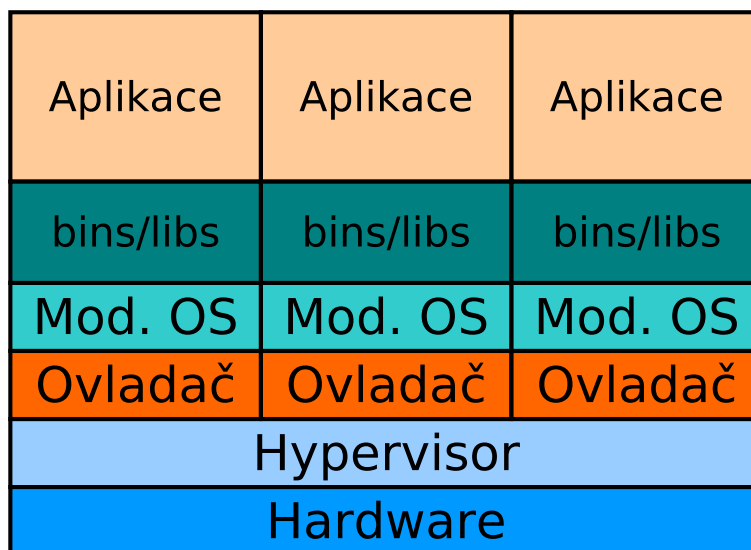 Aplikace Aplikace Aplikace
bins/libs bins/libs bins/libs
Mod. OS Mod. OS Mod. OS
Ovladač Ovladač Ovladač
Hypervisor
Hardware